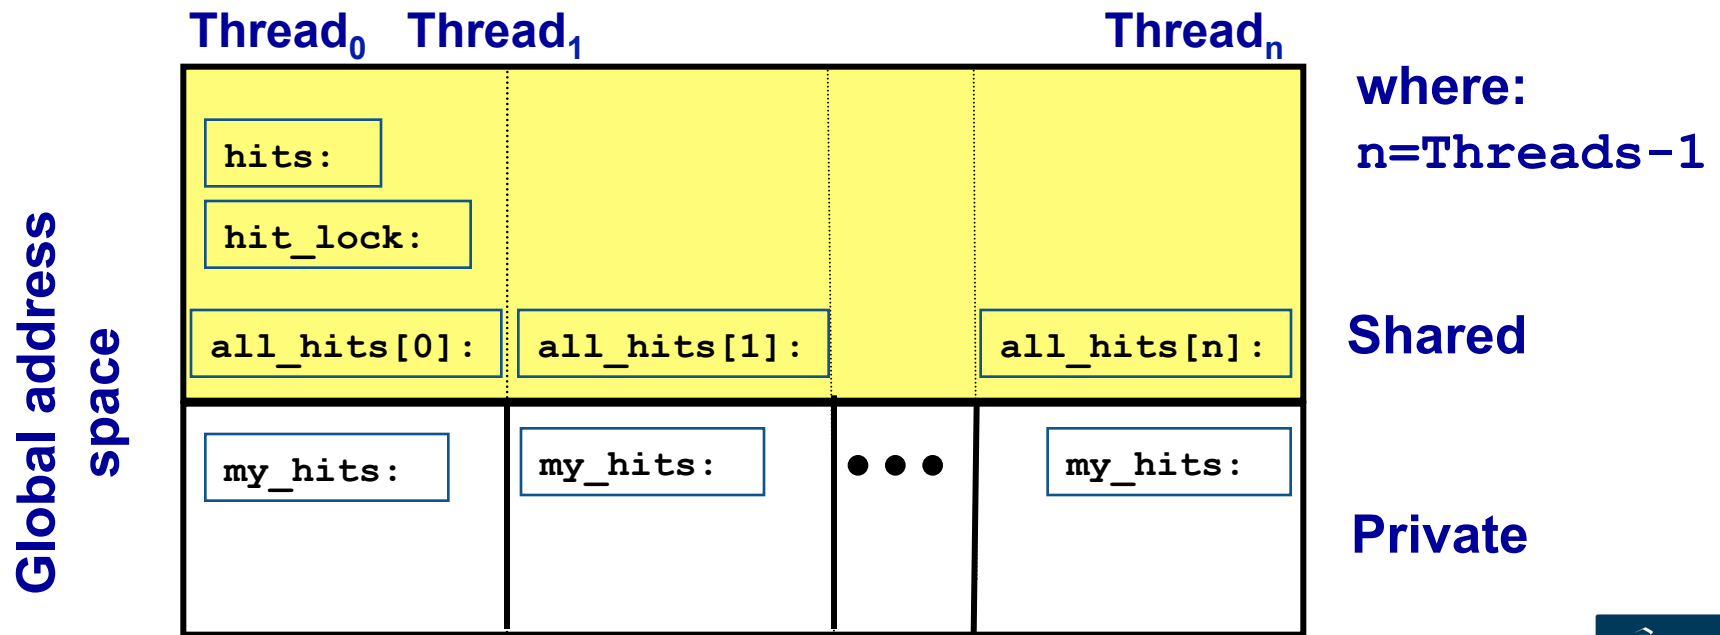 Thread0 Thread1 Threadn
where:
n=Threads-1
hits:
hit_lock:
all_hits[0]: all_hits[1]: all_hits[n]:
Shared
my_hits: my_hits: my_hits:
Private
Global address
space